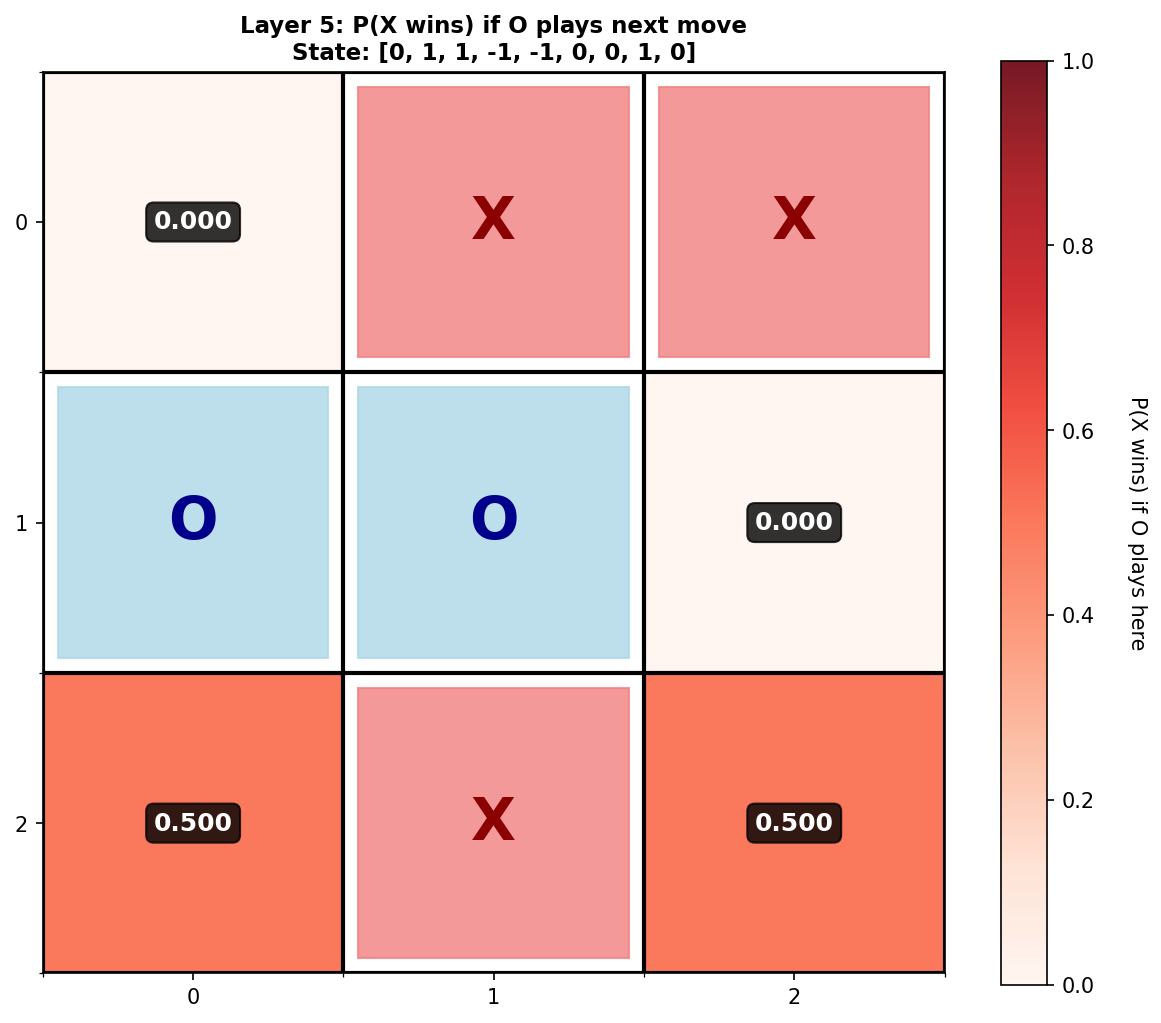 Layer 5: P(X wins) if O plays next move
State: [0, 1, 1, -1, -1, 0, 0, 1, 0]
0
0.000
X
X
1
O
O
0.000
2
0.500
X
0.500
0
1
2
1.0
0.8
0.6
0.4
0.2
0.0
P(X wins) if O plays here